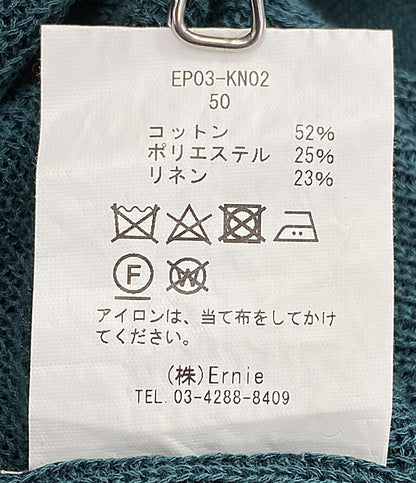 EP03-KN02
50
コットン 52%
ポリエステル 25%
リネン 23%
F W
アイロンは、当て布をしてかけ
てください。
(株)Ernie
TEL. 03-4288-8409